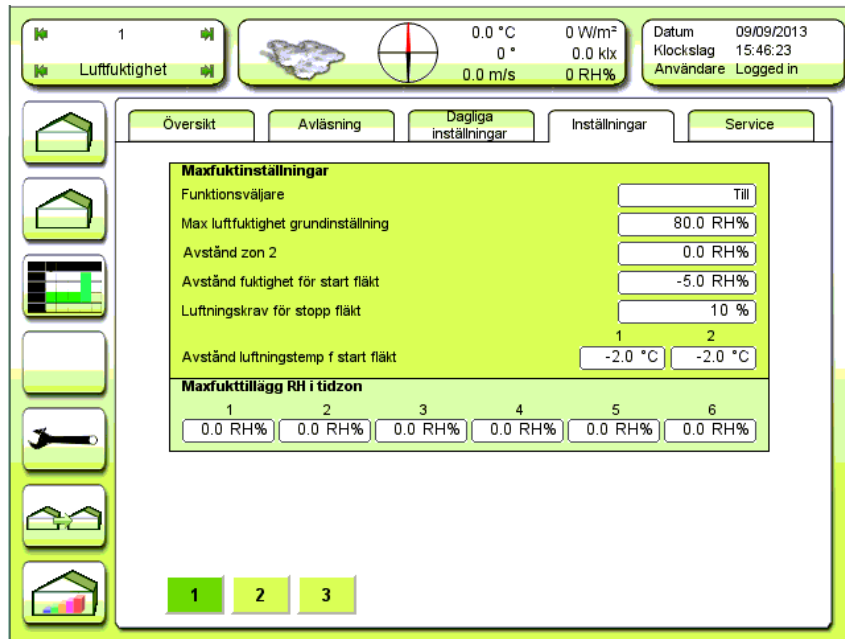 1
Luftfuktighet
0.0 °C 0 W/m²
0 ° 0.0 klx
0.0 m/s 0 RH%
Datum 09/09/2013
Klockslag 15:46:23
Användare Logged in
Översikt
Avläsning
Dagliga
inställningar
Inställningar
Service
Maxfuktinställningar
Funktionsväljare Till
Max luftfuktighet grundinställning 80.0 RH%
Avstånd zon 2 0.0 RH%
Avstånd fuktighet för start fläkt -5.0 RH%
Luftningskrav för stopp fläkt 10 %
1 2
Avstånd luftningstemp f start fläkt -2.0 °C -2.0 °C
Maxfukttillägg RH i tidzon
1 2 3 4 5 6
0.0 RH% 0.0 RH% 0.0 RH% 0.0 RH% 0.0 RH% 0.0 RH%
1 2 3